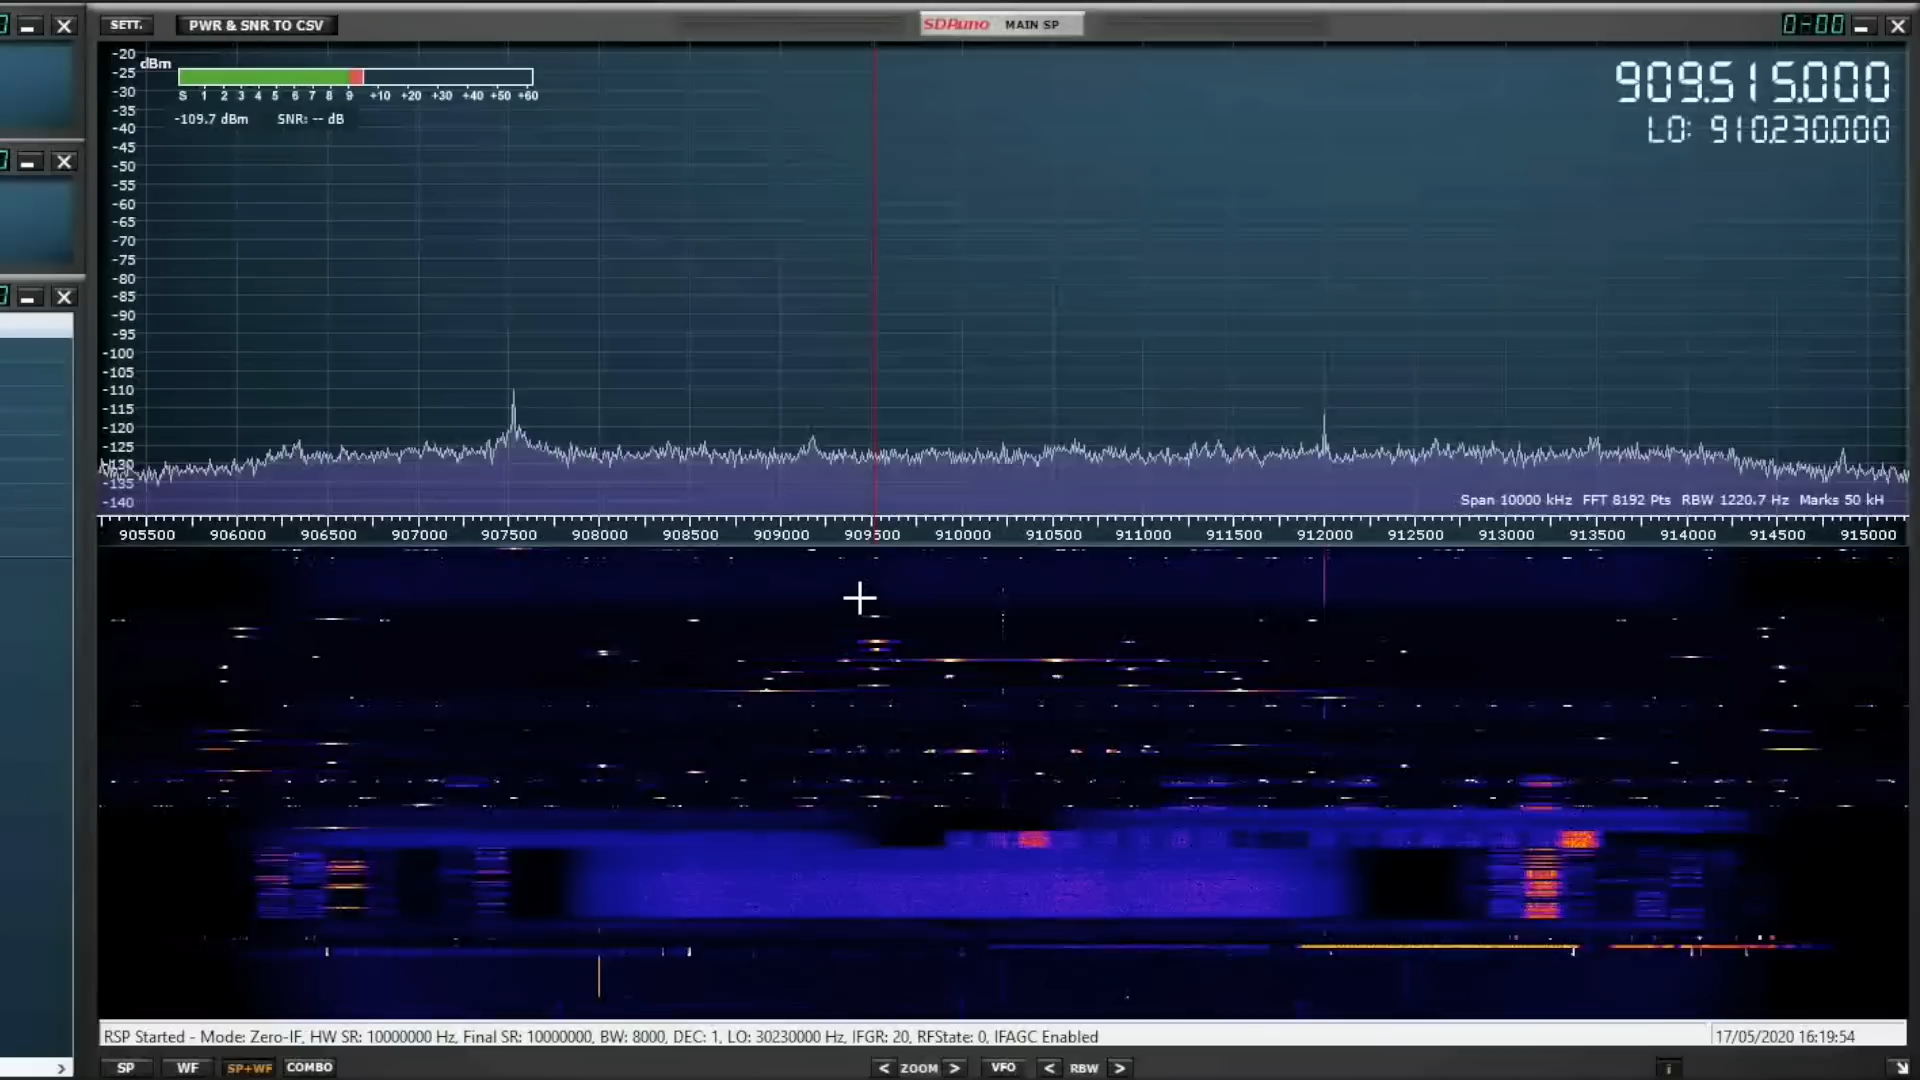 SETT.
PWR & SNR TO CSV
SDRuno MAIN SP
0-00
dBm
S 1 2 3 4 5 6 7 8 9 +10 +20 +30 +40 +50 +60
-109.7 dBm SNR: -- dB
909.515.000
LO: 910.230.000
-20
-25
-30
-35
-40
-45
-50
-55
-60
-65
-70
-75
-80
-85
-90
-95
-100
-105
-110
-115
-120
-125
-130
-135
-140
Span 10000 kHz FFT 8192 Pts RBW 1220.7 Hz Marks 50 kH
905500 906000 906500 907000 907500 908000 908500 909000 909500 910000 910500 911000 911500 912000 912500 913000 913500 914000 914500 915000
RSP Started - Mode: Zero-IF, HW SR: 10000000 Hz, Final SR: 10000000, BW: 8000, DEC: 1, LO: 30230000 Hz, IFGR: 20, RFState: 0, IFAGC Enabled
17/05/2020 16:19:54
SP WF SP+WF COMBO < ZOOM > VFO < RBW > i